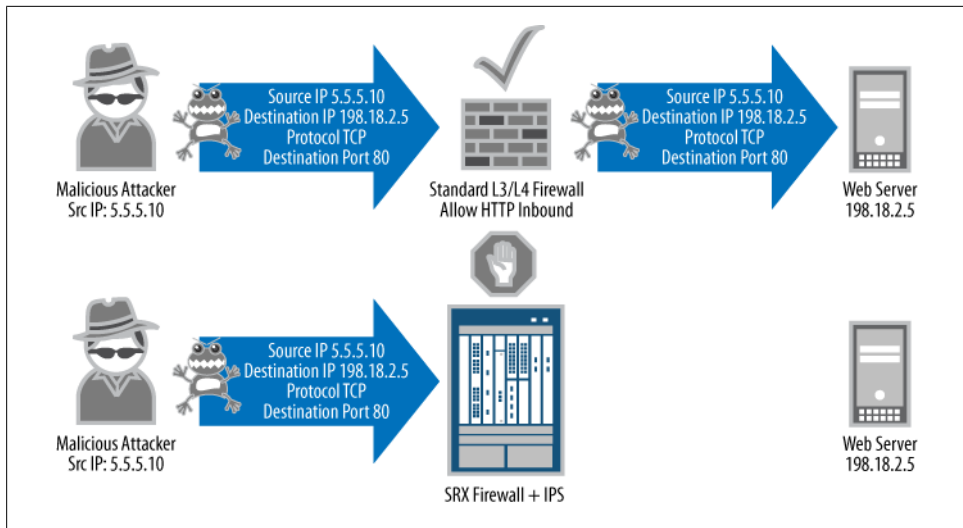 Source IP 5.5.5.10
Destination IP 198.18.2.5
Protocol TCP
Destination Port 80
Source IP 5.5.5.10
Destination IP 198.18.2.5
Protocol TCP
Destination Port 80
Malicious Attacker
Src IP: 5.5.5.10
Standard L3/L4 Firewall
Allow HTTP Inbound
Web Server
198.18.2.5
Source IP 5.5.5.10
Destination IP 198.18.2.5
Protocol TCP
Destination Port 80
Malicious Attacker
Src IP: 5.5.5.10
SRX Firewall + IPS
Web Server
198.18.2.5